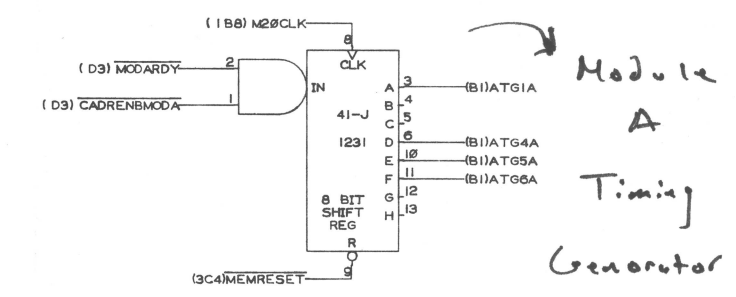 (1B8) M20CLK
8
CLK
(D3) MODARDY 2
(D3) CADRENBMODA 1
IN
41-J
1231
8 BIT
SHIFT
REG
R
A 3 (B1)ATG1A
B 4
C 5
D 6 (B1)ATG4A
E 10 (B1)ATG5A
F 11 (B1)ATG6A
G 12
H 13
9
(3C4)MEMRESET
Module
A
Timing
Generator